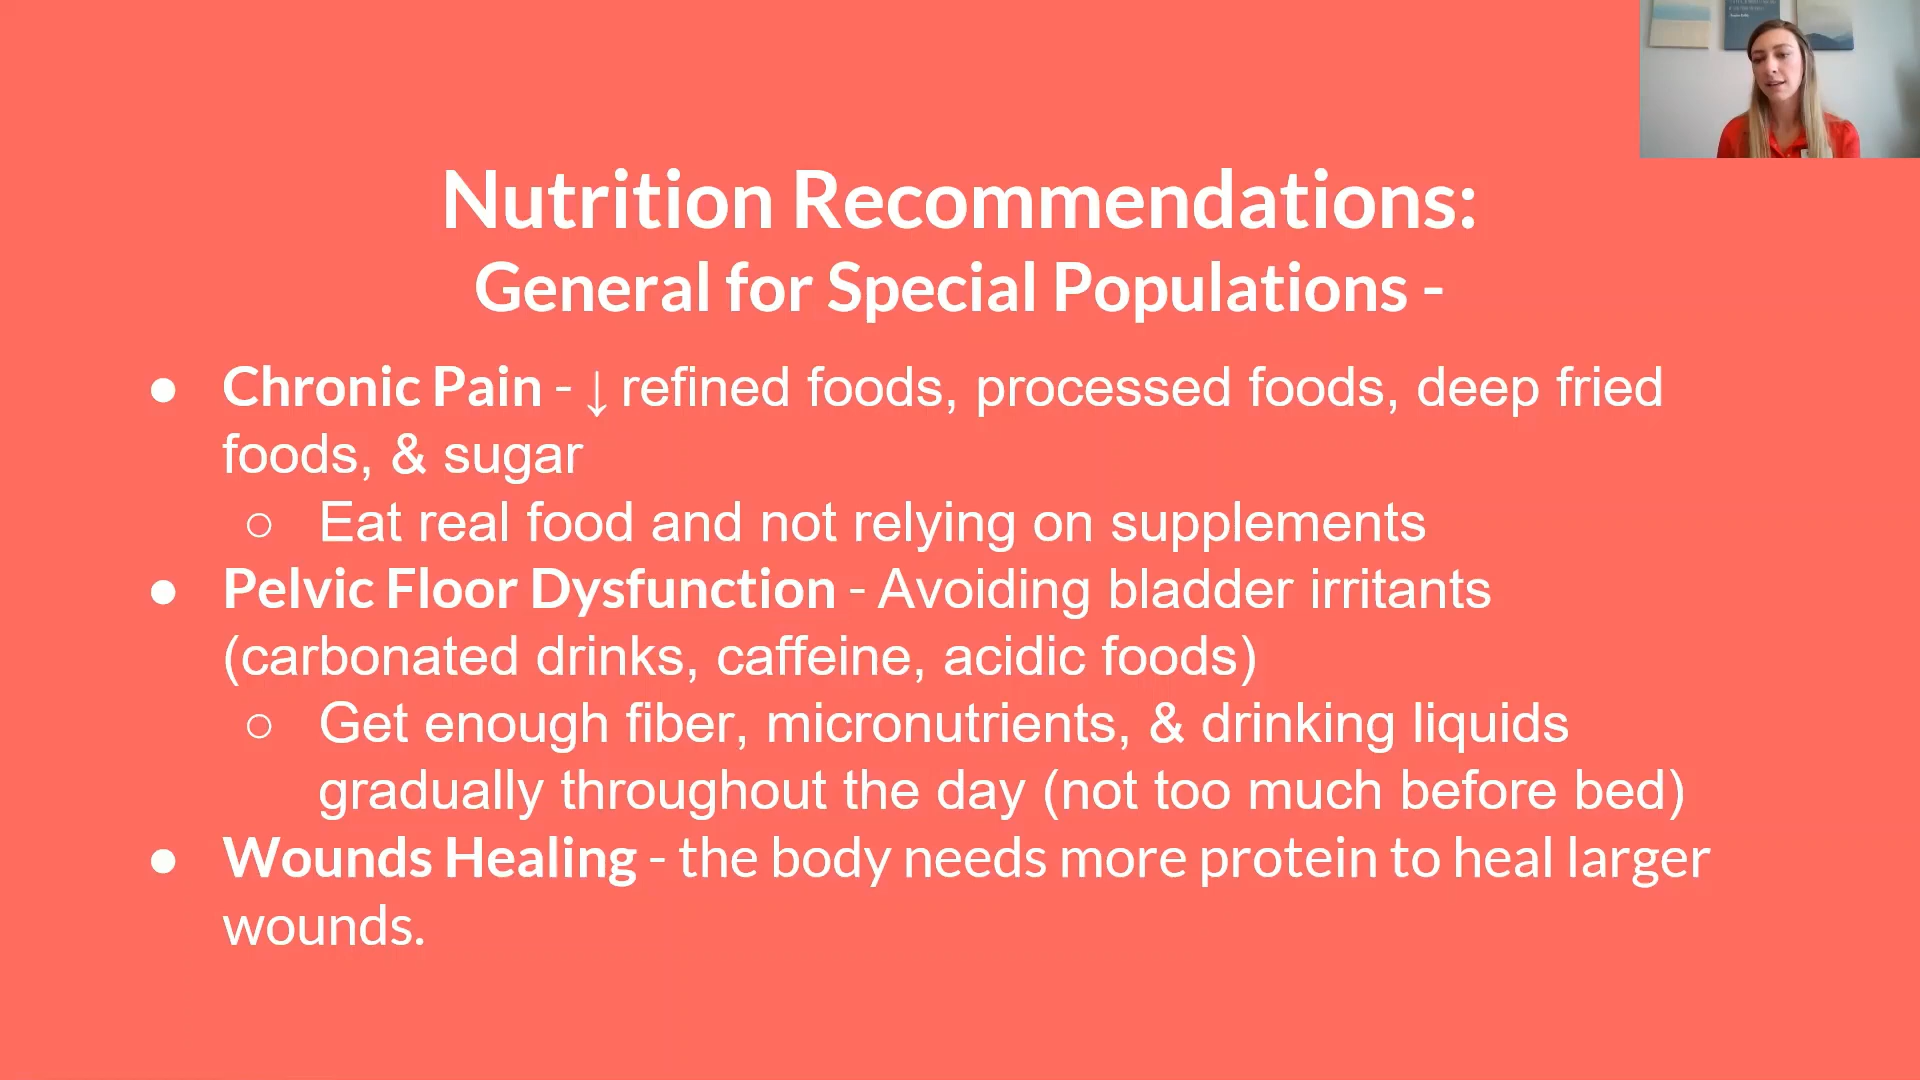 Nutrition Recommendations:
General for Special Populations -
● Chronic Pain - ↓ refined foods, processed foods, deep fried
foods, & sugar
○ Eat real food and not relying on supplements
● Pelvic Floor Dysfunction - Avoiding bladder irritants
(carbonated drinks, caffeine, acidic foods)
○ Get enough fiber, micronutrients, & drinking liquids
gradually throughout the day (not too much before bed)
● Wounds Healing - the body needs more protein to heal larger
wounds.